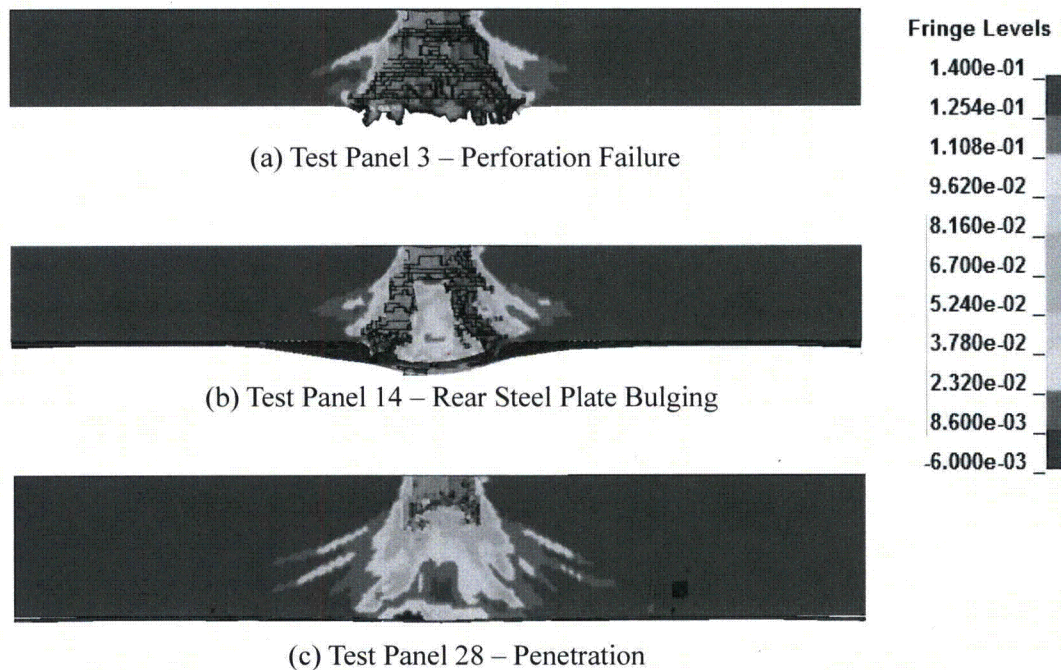 Fringe Levels
1.400e-01
1.254e-01
1.108e-01
9.620e-02
8.160e-02
6.700e-02
5.240e-02
3.780e-02
2.320e-02
8.600e-03
-6.000e-03
(a) Test Panel 3 – Perforation Failure
(b) Test Panel 14 – Rear Steel Plate Bulging
(c) Test Panel 28 – Penetration